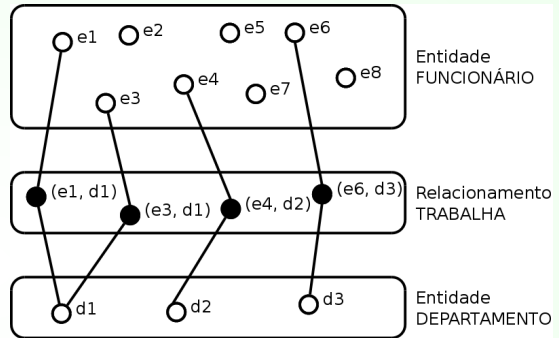 e1
e2
e5
e6
Entidade
FUNCIONÁRIO
e3
e4
e7
e8
(e1, d1)
(e3, d1)
(e4, d2)
(e6, d3)
Relacionamento
TRABALHA
d1
d2
d3
Entidade
DEPARTAMENTO